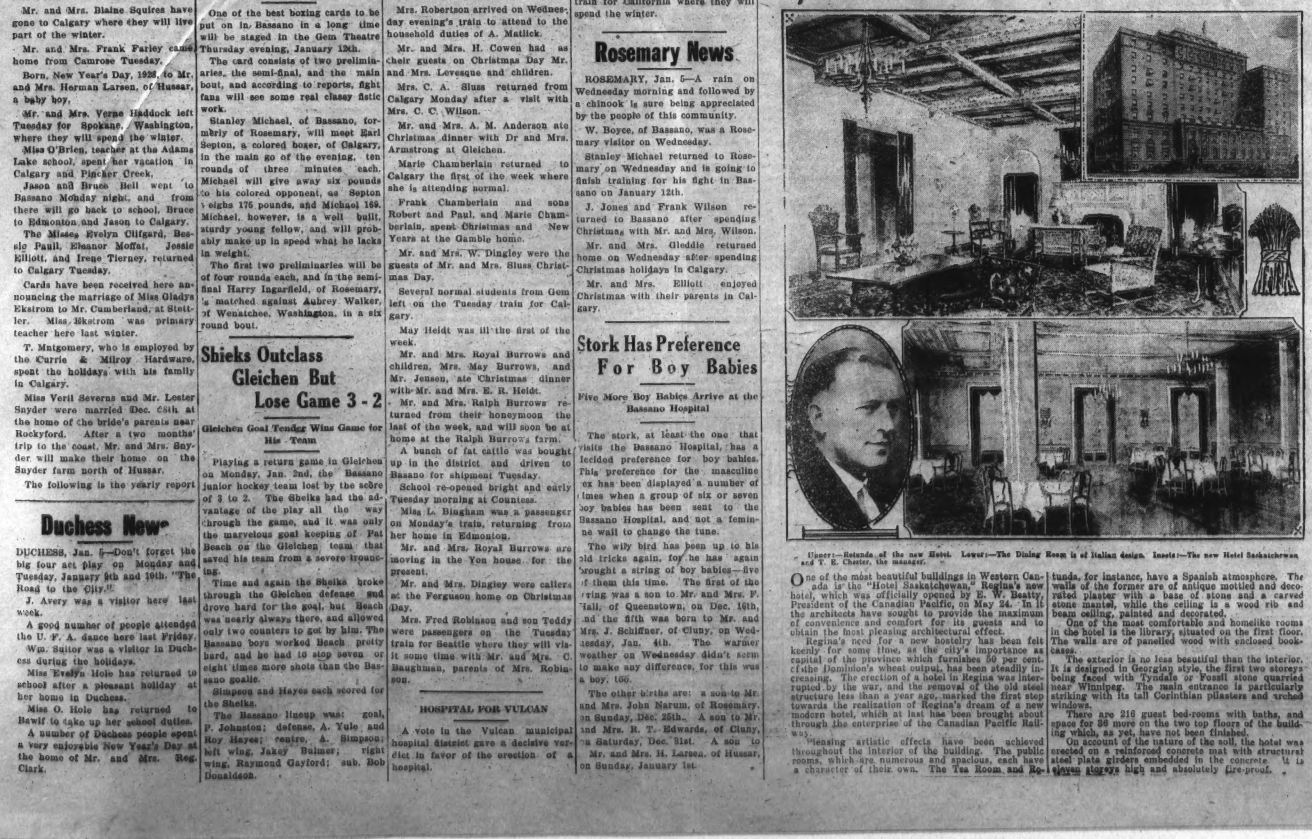 Mr. and Mrs. Blaine Squires have
gone to Calgary where they will live
part of the winter.
Mr. and Mrs. Frank Farley came
home from Camrose Tuesday.
Born, New Year's Day, 1928, to Mr.
and Mrs. Herman Larsen, of Hussar,
a baby boy.
Mr. and Mrs. Verne Haddock left
Tuesday for Spokane, Washington,
where they will spend the winter.
Miss O'Brien, teacher at the Adams
Lake school, spent her vacation in
Calgary and Pincher Creek.
Jason and Bruce Bell went to
Bassano Monday night, and from
there will go back to school, Bruce
to Edmonton and Jason to Calgary.
The Misses Evelyn Clifgard, Bes-
sie Paull, Eleanor Moffat, Jessie
Elliott, and Irene Tierney, returned
to Calgary Tuesday.
Cards have been received here an-
nouncing the marriage of Miss Gladys
Ekstrom to Mr. Cumberland, at Stett-
ler. Miss Ekstrom was primary
teacher here last winter.
T. Mntgomery, who is employed by
the Currie & Milroy Hardware,
spent the holidays with his family
in Calgary.
Miss Veril Severns and Mr. Lester
Snyder were married Dec. at
the home of the bride's parents near
Rockyford. After a two months'
trip to the coast, Mr. and Mrs. Sny-
der will make their home on the
Snyder farm north of Hussar.
The following is the yearly report
Duchess News
DUCHESS, Jan. 5—Don't forget the
big four act play on Monday and
Tuesday, January 9th and 10th. "The
Road to the City."
J. Avery was a visitor here last
week.
A good number of people attended
the U. F. A. dance here last Friday.
Wm. Suitor was a visitor in Duch-
ess during the holidays.
Miss Evelyn Hole has returned to
school after a pleasant holiday at
her home in Duchess.
Miss O. Hole has returned to
Bawlf to take up her school duties.
A number of Duchess people spent
a very enjoyable New Year's Day at
the home of Mr. and Mrs. Reg.
Clark.
One of the best boxing cards to be
put on in Bassano in a long time
will be staged in the Gem Theatre
Thursday evening, January 12th.
The card consists of two prelimin-
aries, the semi-final, and the main
bout, and according to reports, fight
fans will see some real classy fistic
work.
Stanley Michael, of Bassano, for-
merly of Rosemary, will meet Earl
Septon, a colored boxer, of Calgary,
in the main go of the evening, ten
rounds of three minutes each.
Michael will give away six pounds
to his colored opponent, as Septon
weighs 175 pounds, and Michael 169.
Michael, however, is a well built,
sturdy young fellow, and will prob-
ably make up in speed what he lacks
in weight.
The first two preliminaries will be
of four rounds each, and in the semi-
final Harry Ingarfield, of Rosemary,
is matched against Aubrey Walker,
of Wenatchee, Washington, in a six
round bout.
Shieks Outclass
Gleichen But
Lose Game 3 - 2
Gleichen Goal Tender Wins Game for
His Team
Playing a return game in Gleichen
on Monday, Jan. 2nd, the Bassano
junior hockey team lost by the score
of 3 to 2. The Sheiks had the ad-
vantage of the play all the way
through the game, and it was only
the marvelous goal keeping of Pat
Beach on the Gleichen team that
saved his team from a severe trounc-
ing.
Time and again the Sheiks broke
through the Gleichen defense and
drove hard for the goal, but Beach
was nearly always there, and allowed
only two counters to get by him. The
Bassano boys worked Beach pretty
hard, and he had to stop seven or
eight times more shots than the Bas-
sano goalie.
Simpson and Hayes each scored for
the Sheiks.
The Bassano lineup was: goal,
P. Johnston; defense, A. Yule and
Roy Hayes; centre, A. Simpson;
left wing, Jakey Bulmer; right
wing, Raymond Gayford; sub, Bob
Donaldson.
Mrs. Robertson arrived on Wednes-
day evening's train to attend to the
household duties of A. Matlick.
Mr. and Mrs. H. Cowen had as
their guests on Christmas Day Mr.
and Mrs. Levesque and children.
Mrs. C. A. Sluss returned from
Calgary Monday after a visit with
Mrs. C. C. Wilson.
Mr. and Mrs. A. M. Anderson ate
Christmas dinner with Dr and Mrs.
Armstrong at Gleichen.
Marie Chamberlain returned to
Calgary the first of the week where
she is attending normal.
Frank Chamberlain and sons
Robert and Paul, and Marie Cham-
berlain, spent Christmas and New
Years at the Gamble home.
Mr. and Mrs. W. Dingley were the
guests of Mr. and Mrs. Sluss Christ-
mas Day.
Several normal students from Gem
left on the Tuesday train for Cal-
gary.
May Heidt was ill the first of the
week.
Mr. and Mrs. Royal Burrows and
children, Mrs. May Burrows, and
Mr. Jensen, ate Christmas dinner
with Mr. and Mrs. E. R. Heidt.
Mr. and Mrs. Ralph Burrows re-
turned from their honeymoon the
last of the week, and will soon be at
home at the Ralph Burrows farm.
A bunch of fat cattle was bought
up in the district and driven to
Basano for shipment Tuesday.
School re-opened bright and early
Tuesday morning at Countess.
Miss L. Bingham was a passenger
on Monday's train, returning from
her home in Edmonton.
Mr. and Mrs. Royal Burrows are
moving in the Yon house for the
present.
Mr. and Mrs. Dingley were callers
at the Ferguson home on Christmas
Day.
Mrs. Fred Robinson and son Teddy
were passengers on the Tuesday
train for Seattle where they will vis-
it some time with Mr. and Mrs. C.
Baughman, parents of Mrs. Robin-
son.
HOSPITAL FOR VULCAN
A vote in the Vulcan municipal
hospital district gave a decisive ver-
dict in favor of the erection of a
hospital.
train for California where they will
spend the winter.
Rosemary News
ROSEMARY, Jan. 5—A rain on
Wednesday morning and followed by
a chinook is sure being appreciated
by the people of this community.
W. Boyce, of Bassano, was a Rose-
mary visitor on Wednesday.
Stanley Michael returned to Rose-
mary on Wednesday and is going to
finish training for his fight in Bas-
sano on January 12th.
J. Jones and Frank Wilson re-
turned to Bassano after spending
Christmas with Mr. and Mrs. Wilson.
Mr. and Mrs. Gleddie returned
home on Wednesday after spending
Christmas holidays in Calgary.
Mr. and Mrs. Elliott enjoyed
Christmas with their parents in Cal-
gary.
Stork Has Preference
For Boy Babies
Five More Boy Babies Arrive at the
Bassano Hospital
The stork, at least the one that
visits the Bassano Hospital, has a
decided preference for boy babies.
This preference for the masculine
sex has been displayed a number of
times when a group of six or seven
boy babies has been sent to the
Bassano Hospital, and not a femin-
ine wail to change the tune.
The wily bird has been up to his
old tricks again, for he has again
brought a string of boy babies—five
of them this time. The first of the
string was a son to Mr. and Mrs. F.
Hall, of Queenstown, on Dec. 16th,
and the fifth was born to Mr. and
Mrs. J. Schiffner, of Cluny, on Wed-
nesday, Jan. 4th. The warmer
weather on Wednesday didn't seem
to make any difference, for this was
a boy, too.
The other births are: a son to Mr.
and Mrs. John Narum, of Rosemary,
on Sunday, Dec. 25th. A son to Mr.
and Mrs. R. T. Edwards, of Cluny,
on Saturday, Dec. 31st. A son to
Mr. and Mrs. H. Larsen, of Hussar,
on Sunday, January 1st.
Upper:—Rotunda of the new Hotel. Lower:—The Dining Room is of Italian design. Insets:—The new Hotel Saskatchewan
and T. E. Chester, the manager.
One of the most beautiful buildings in Western Can-
ada is the "Hotel Saskatchewan," Regina's new
hotel, which was officially opened by E. W. Beatty,
President of the Canadian Pacific, on May 24. In it
the architects have sought to provide the maximum
of convenience and comfort for its guests and to
obtain the most pleasing architectural effect.
Regina's need for a new hostelry has been felt
keenly for some time, as the city's importance as
capital of the province which furnishes 50 per cent.
of the Dominion's wheat output, has been steadily in-
creasing. The erection of a hotel in Regina was inter-
rupted by the war, and the removal of the old steel
structure less than a year ago, marked the first step
towards the realization of Regina's dream of a new
modern hotel, which at last has been brought about
through the enterprise of the Canadian Pacific Rail-
way.
Pleasing artistic effects have been achieved
throughout the interior of the building. The public
rooms, which are numerous and spacious, each have
a character of their own. The Tea Room and Ro-
tunda, for instance, have a Spanish atmosphere. The
walls of the former are of antique mottled and deco-
rated plaster with a base of stone and a carved
stone mantel, while the ceiling is a wood rib and
beam ceiling, painted and decorated.
One of the most comfortable and homelike rooms
in the hotel is the library, situated on the first floor.
The walls are of panelled wood with enclosed book-
cases.
The exterior is no less beautiful than the interior.
It is designed in Georgian style, the first two storeys
being faced with Tyndale or Fossil stone quarried
near Winnipeg. The main entrance is particularly
striking with its tall Corinthian pilasters and arched
windows.
There are 216 guest bed-rooms with baths, and
space for 30 more on the two top floors of the build-
ing which, as yet, have not been finished.
On account of the nature of the soil, the hotel was
erected on a reinforced concrete mat with structural
steel plate girders embedded in the concrete. It is
eleven storeys high and absolutely fire-proof.